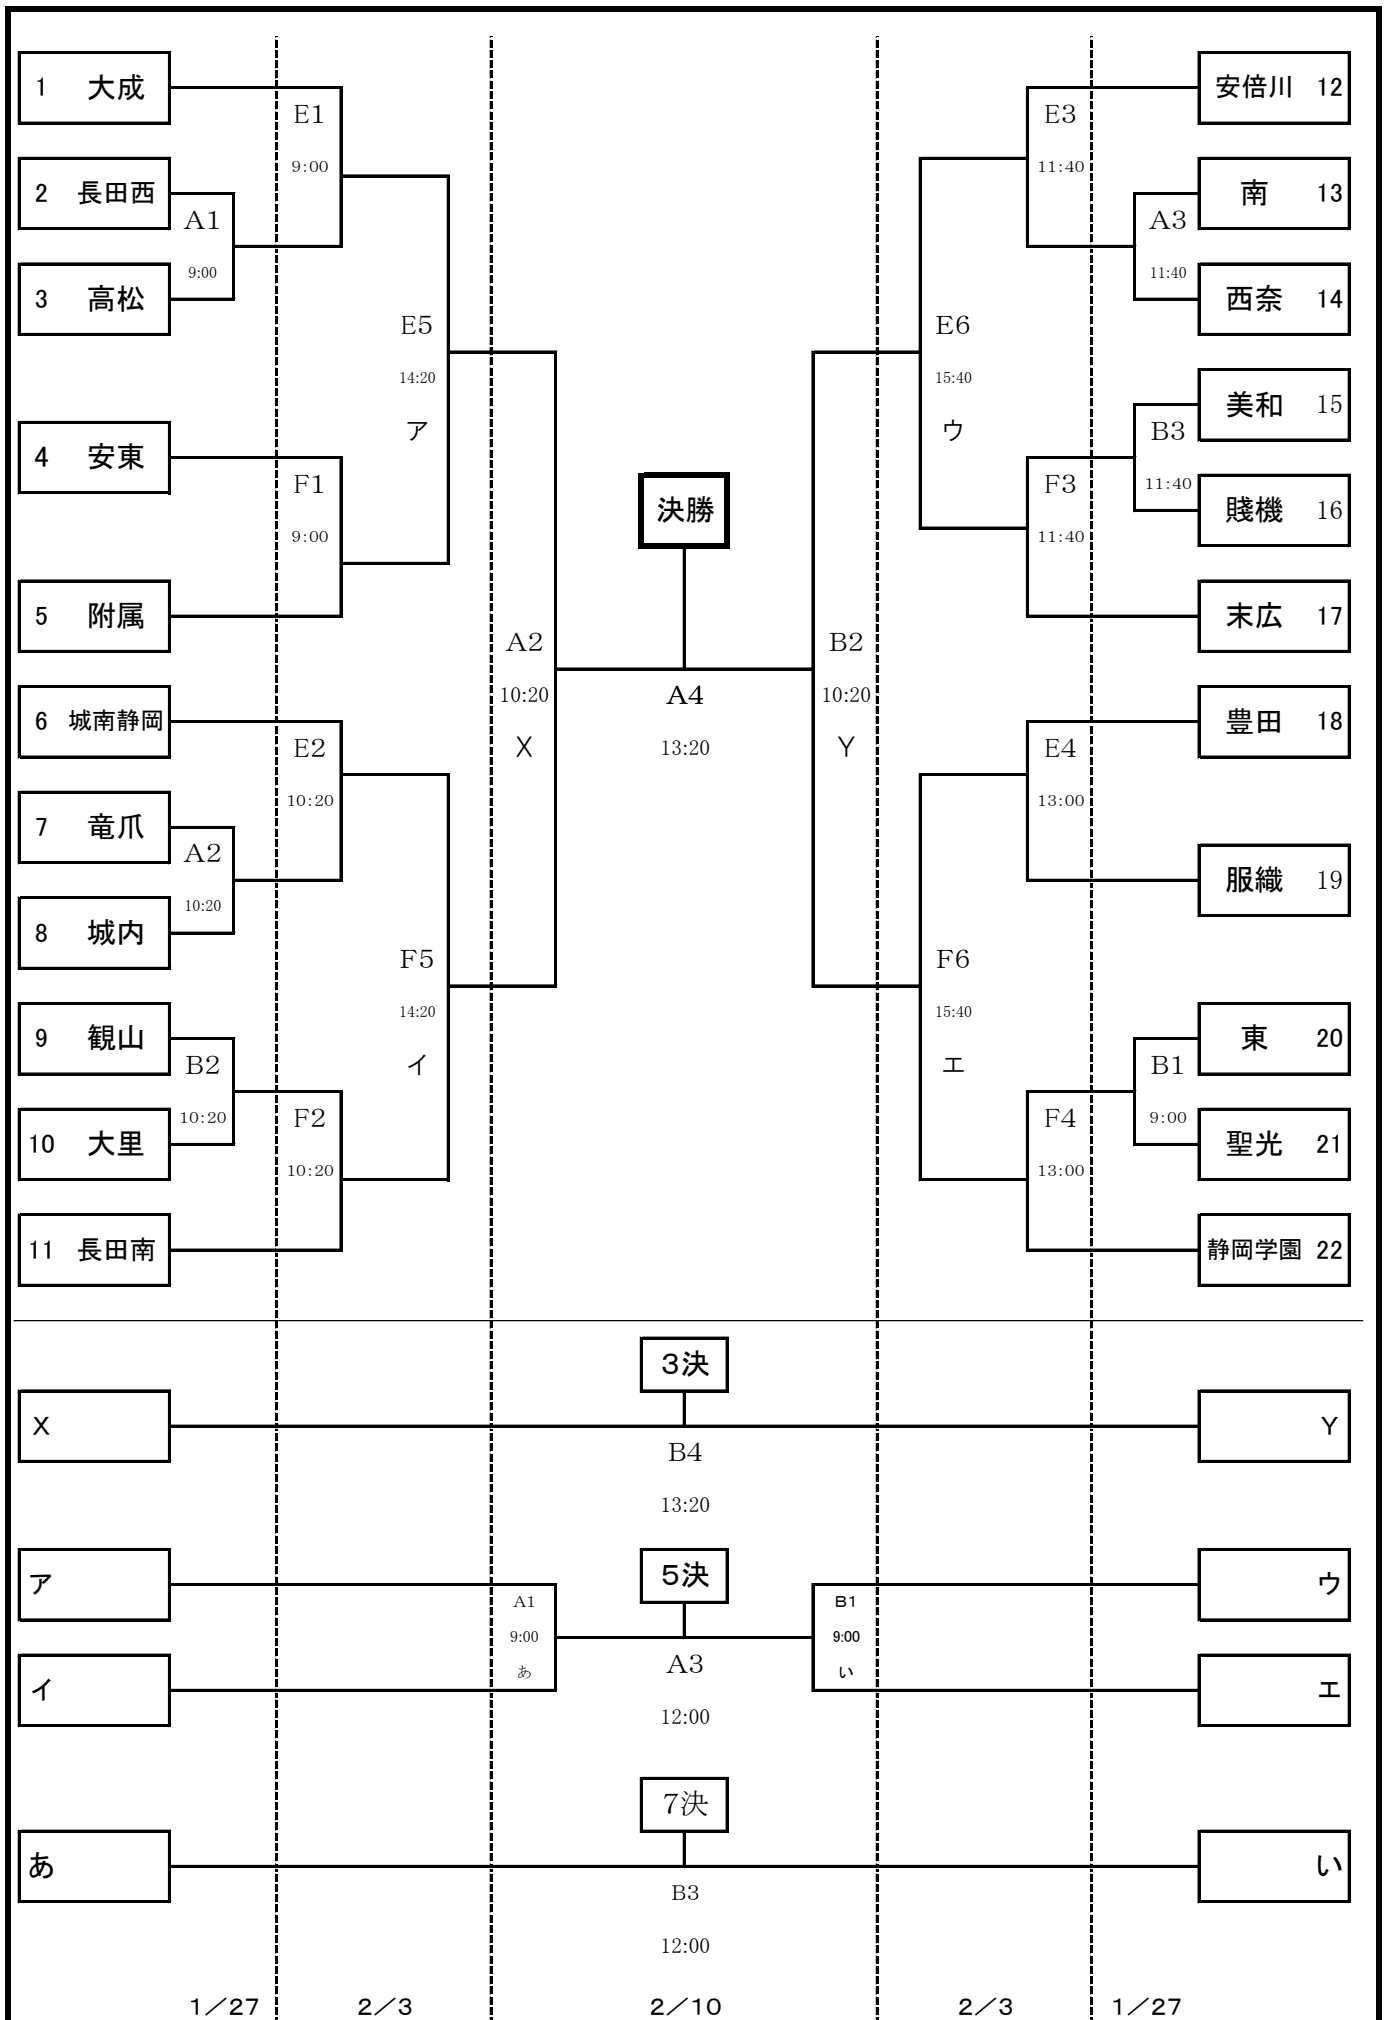 1 大成
E1
9:00
2 長田西
A1
9:00
3 高松
E5
14:20
ア
4 安東
F1
9:00
5 附属
A2
10:20
X
6 城南静岡
E2
10:20
7 竜爪
A2
10:20
8 城内
F5
14:20
イ
9 観山
B2
10:20
10 大里
F2
10:20
11 長田南
決勝
A4
13:20
安倍川 12
E3
11:40
南 13
A3
11:40
西奈 14
E6
15:40
ウ
美和 15
B3
11:40
賤機 16
F3
11:40
末広 17
B2
10:20
Y
豊田 18
E4
13:00
服織 19
F6
15:40
エ
東 20
B1
9:00
聖光 21
F4
13:00
静岡学園 22
3決
X
Y
B4
13:20
ア
5決
ウ
A1
9:00
あ
B1
9:00
い
A3
12:00
イ
エ
7決
あ
い
B3
12:00
1／27 2／3 2／10 2／3 1／27